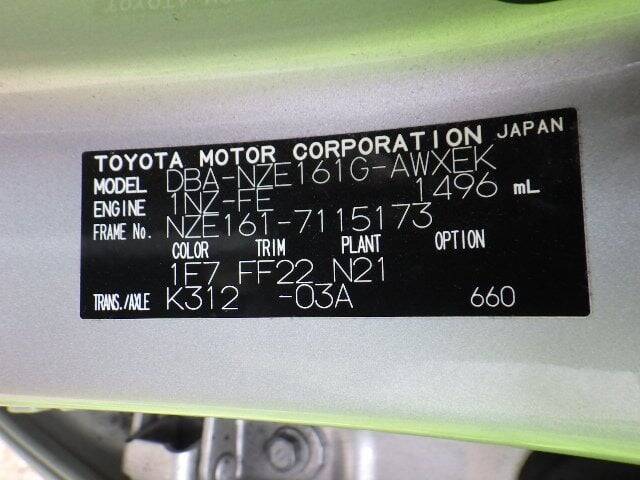 TOYOTA MOTOR CORPORATION JAPAN
MODEL DBA-NZE161G-AWXEK
ENGINE 1NZ-FE 1496 mL
FRAME No. NZE161-7115173
COLOR TRIM PLANT OPTION
1F7 FF22 N21
TRANS./AXLE K312 -03A 660